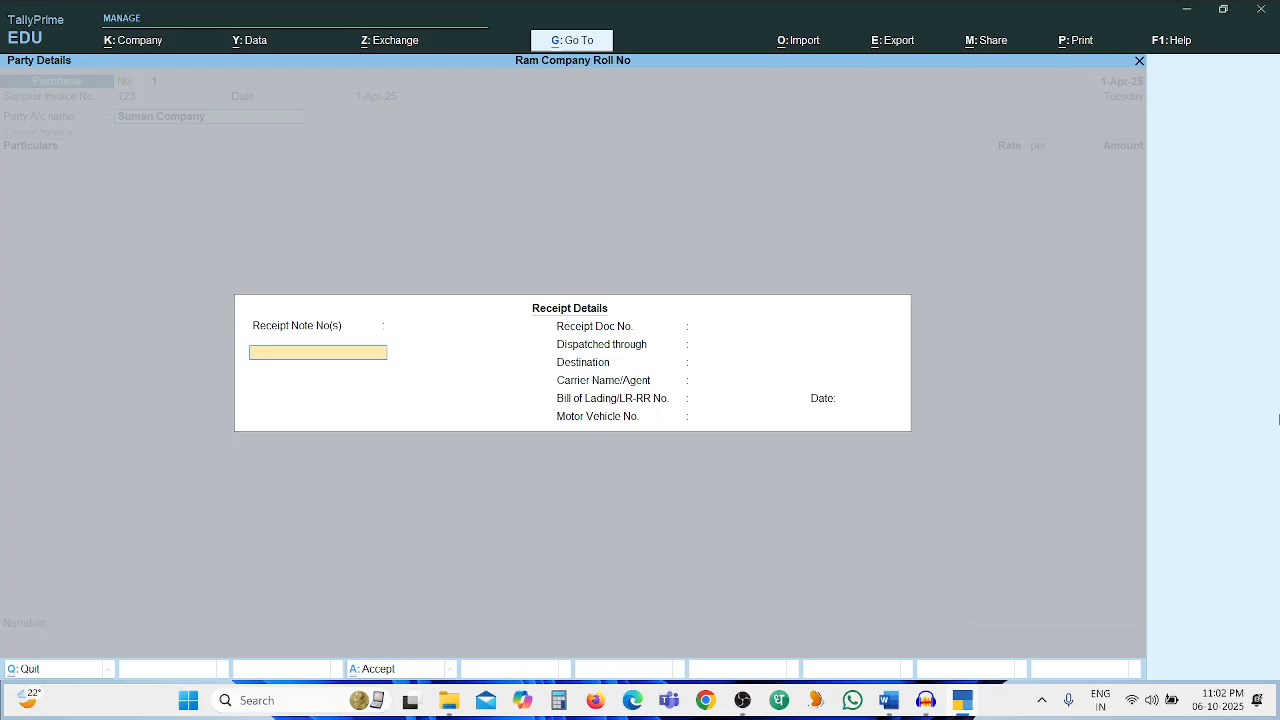 TallyPrime
EDU
MANAGE
K: Company
Y: Data
Z: Exchange
G: Go To
O: Import
E: Export
M: Share
P: Print
F1: Help
Party Details
Ram Company Roll No
Purchase No. 1
1-Apr-25
Supplier Invoice No. : 123 Date : 1-Apr-25
Tuesday
Party A/c name : Suman Company
Current balance
Particulars
Rate per
Amount
Receipt Details
Receipt Note No(s) :
Receipt Doc No. :
Dispatched through :
Destination :
Carrier Name/Agent :
Bill of Lading/LR-RR No. : Date:
Motor Vehicle No. :
Narration:
Q: Quit
A: Accept
22°
Search
ENG
IN
11:02 PM
06-10-2025